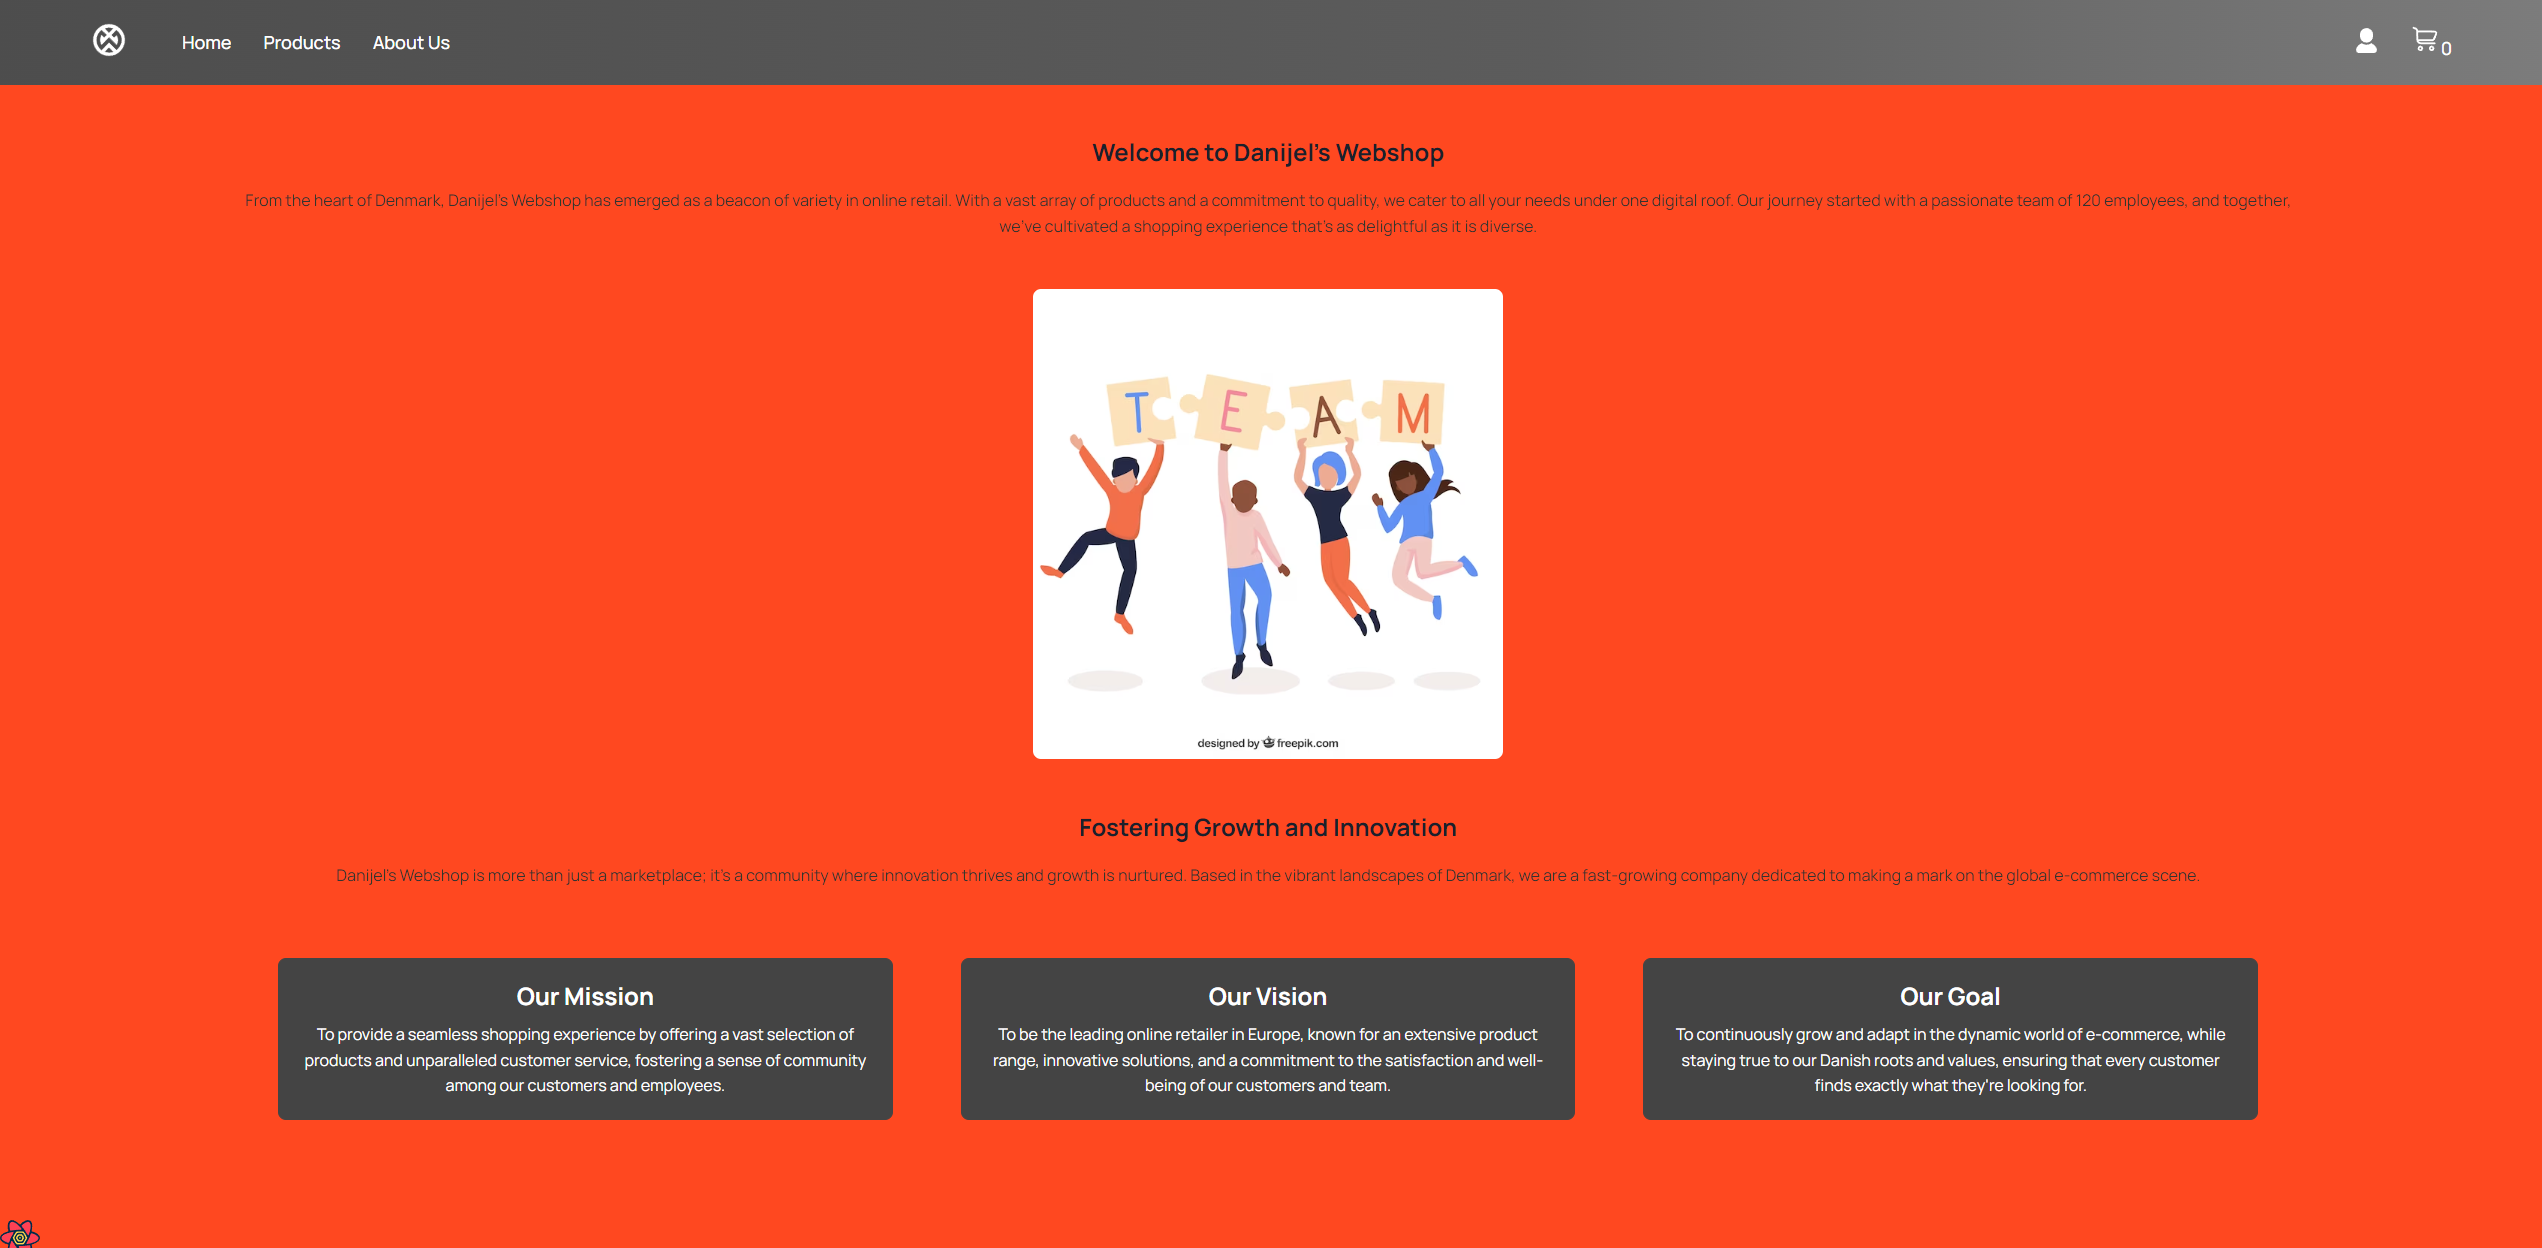 Home Products About Us 0
Welcome to Danijel's Webshop
From the heart of Denmark, Danijel's Webshop has emerged as a beacon of variety in online retail. With a vast array of products and a commitment to quality, we cater to all your needs under one digital roof. Our journey started with a passionate team of 120 employees, and together,
we've cultivated a shopping experience that's as delightful as it is diverse.
T E A M
designed by freepik.com
Fostering Growth and Innovation
Danijel's Webshop is more than just a marketplace; it's a community where innovation thrives and growth is nurtured. Based in the vibrant landscapes of Denmark, we are a fast-growing company dedicated to making a mark on the global e-commerce scene.
Our Mission
To provide a seamless shopping experience by offering a vast selection of
products and unparalleled customer service, fostering a sense of community
among our customers and employees.
Our Vision
To be the leading online retailer in Europe, known for an extensive product
range, innovative solutions, and a commitment to the satisfaction and well-
being of our customers and team.
Our Goal
To continuously grow and adapt in the dynamic world of e-commerce, while
staying true to our Danish roots and values, ensuring that every customer
finds exactly what they're looking for.